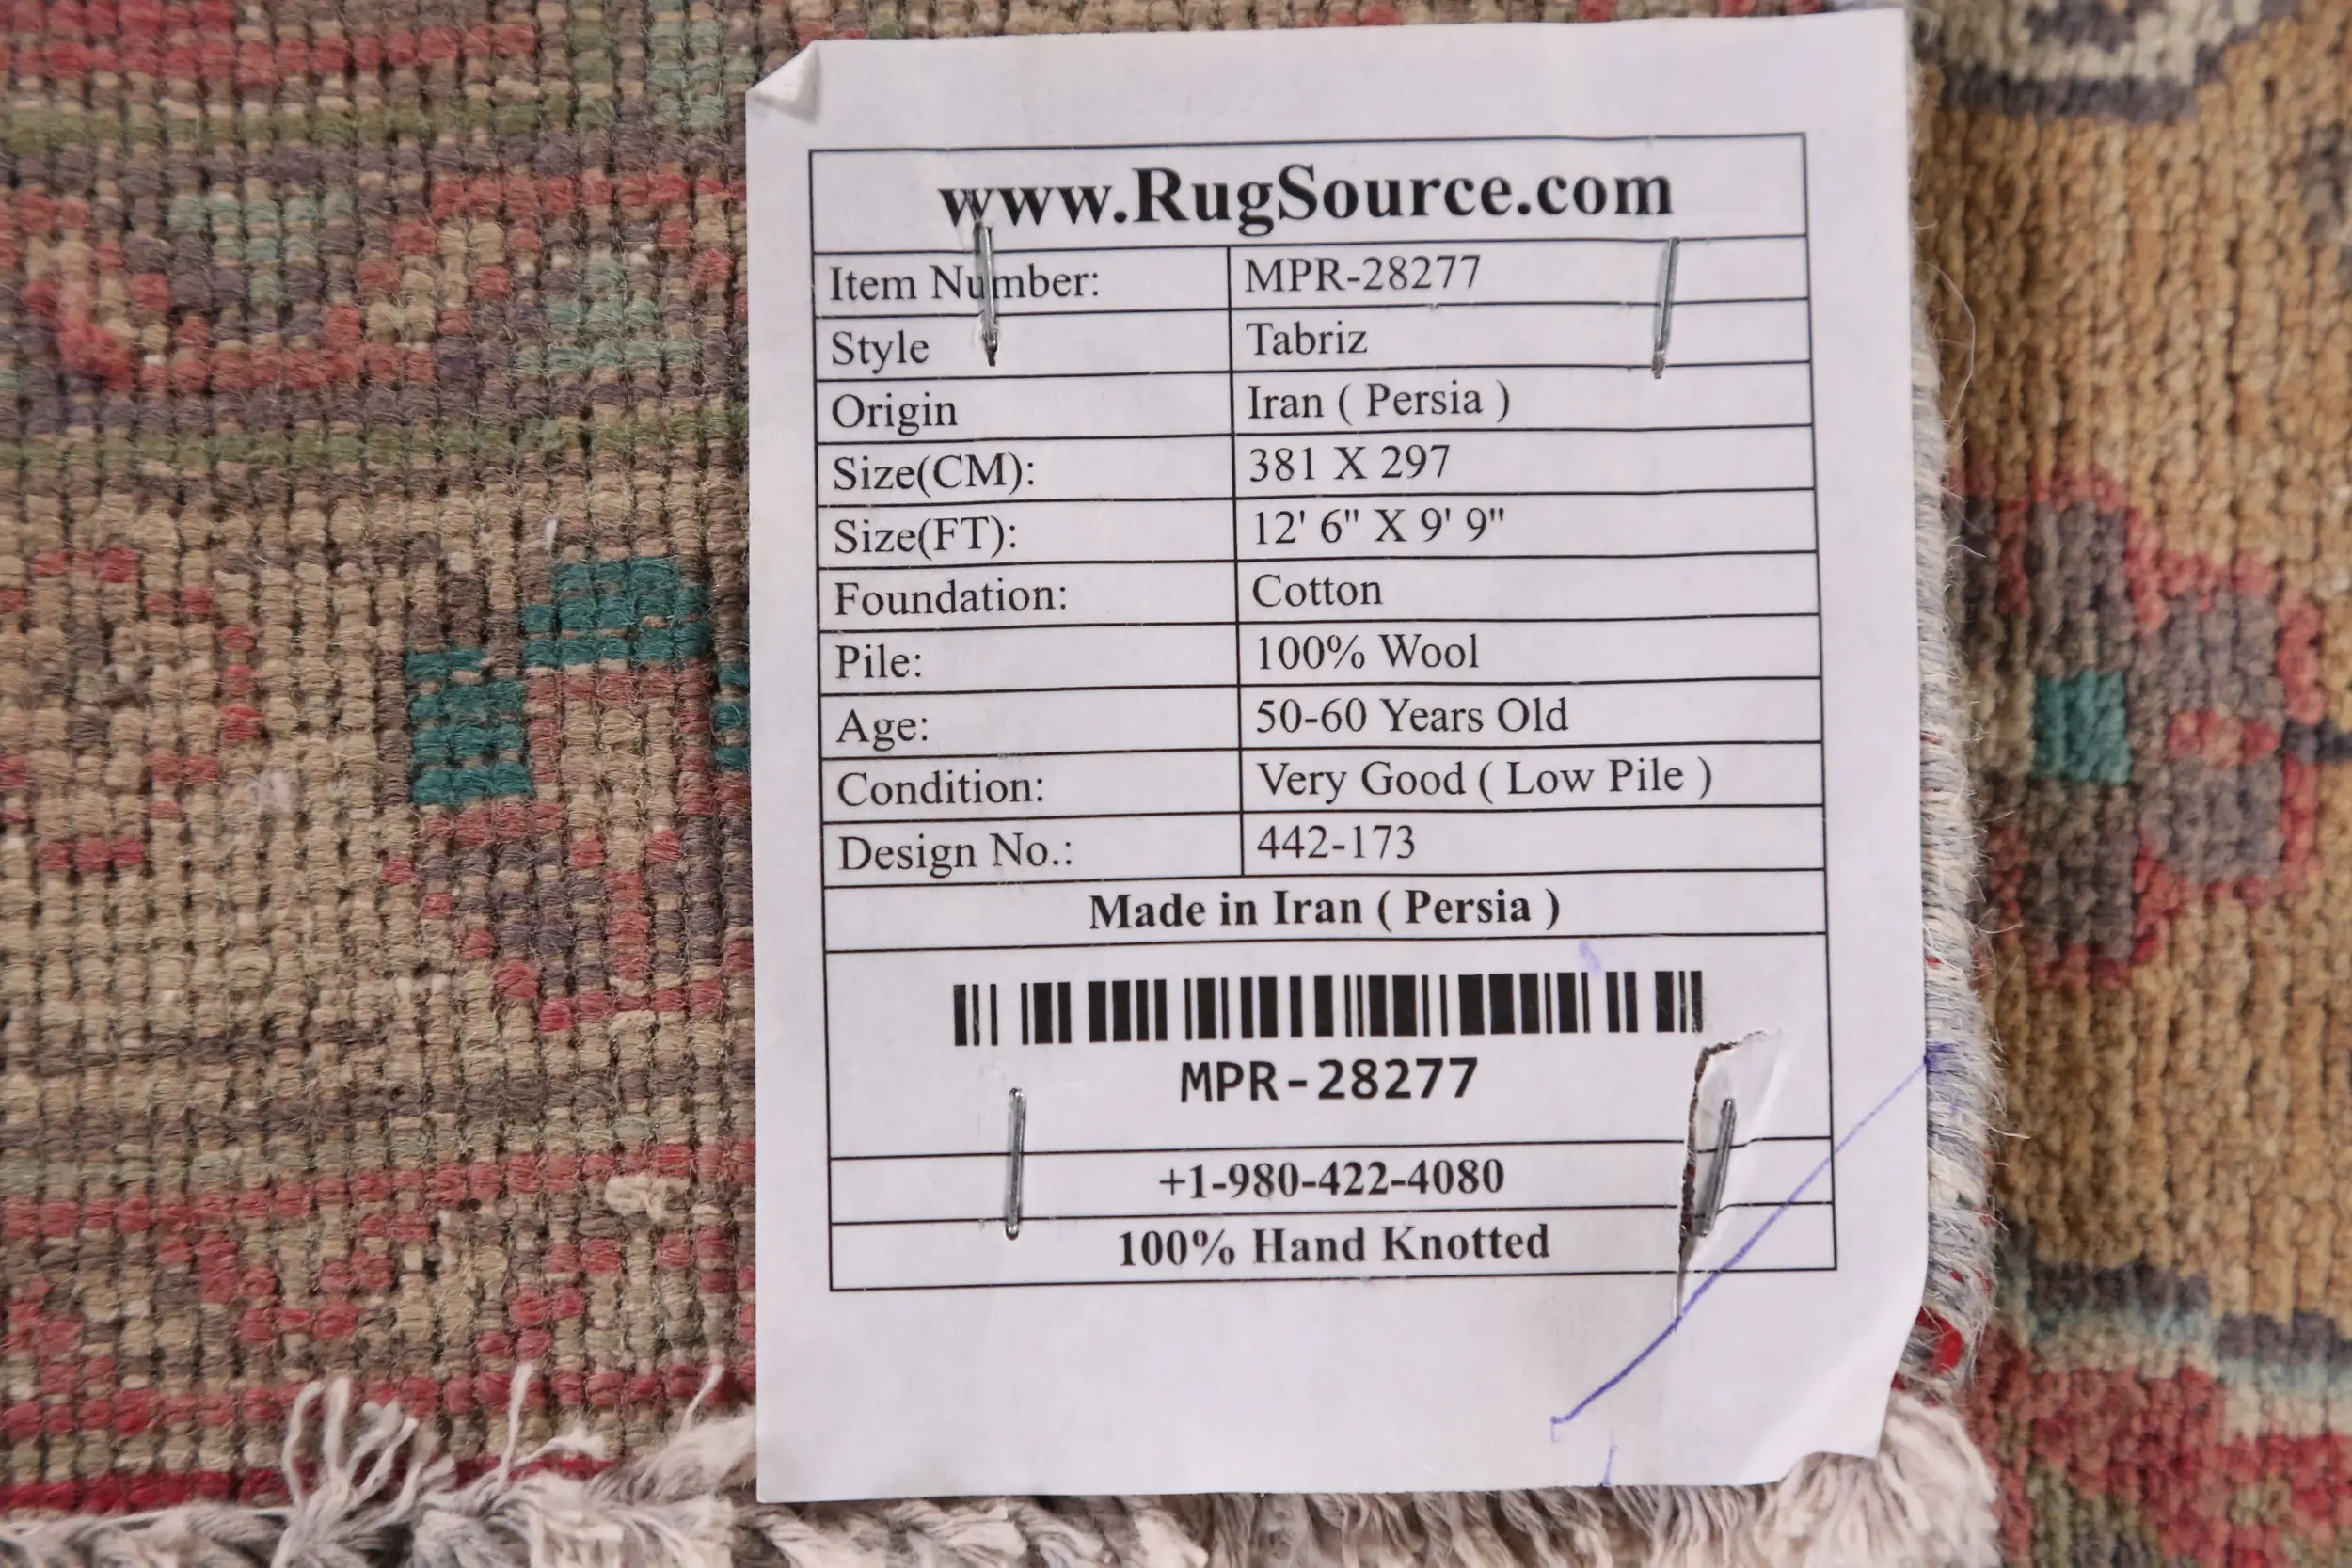 www.RugSource.com
Item Number: MPR-28277
Style Tabriz
Origin Iran ( Persia )
Size(CM): 381 X 297
Size(FT): 12' 6" X 9' 9"
Foundation: Cotton
Pile: 100% Wool
Age: 50-60 Years Old
Condition: Very Good ( Low Pile )
Design No.: 442-173
Made in Iran ( Persia )
MPR-28277
+1-980-422-4080
100% Hand Knotted